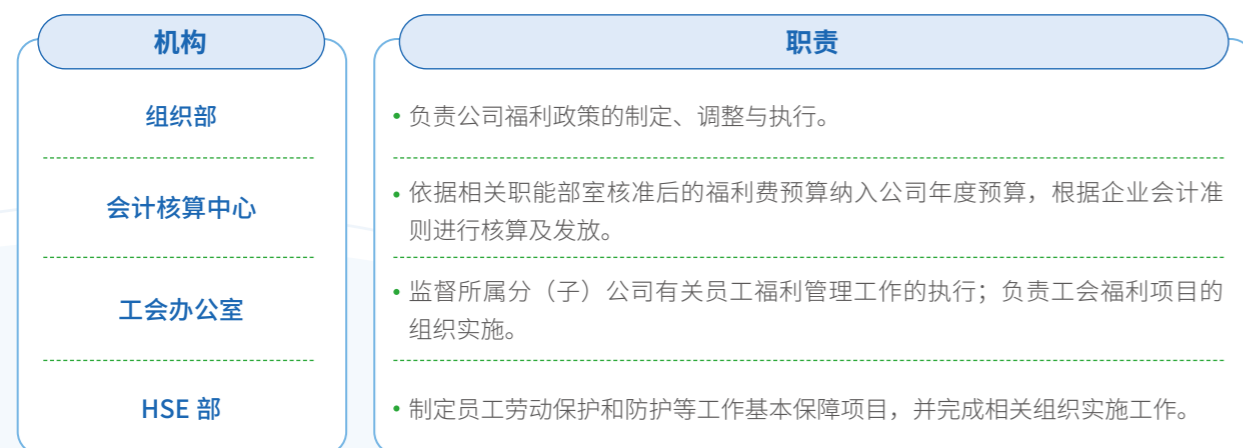 机构
职责
组织部
• 负责公司福利政策的制定、调整与执行。
会计核算中心
• 依据相关职能部室核准后的福利费预算纳入公司年度预算，根据企业会计准
则进行核算及发放。
工会办公室
• 监督所属分（子）公司有关员工福利管理工作的执行；负责工会福利项目的
组织实施。
HSE 部
• 制定员工劳动保护和防护等工作基本保障项目，并完成相关组织实施工作。